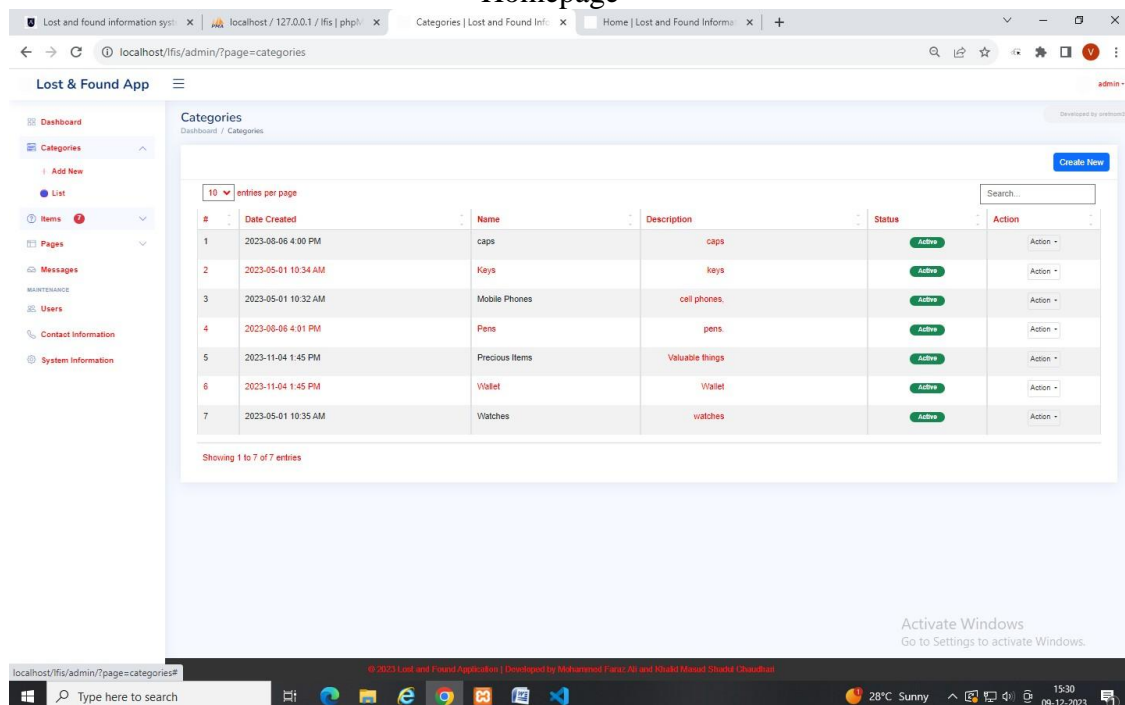 Homepage
Lost and found information syst localhost / 127.0.0.1 / lfis | phpM Categories | Lost and Found Info Home | Lost and Found Informa
localhost/lfis/admin/?page=categories
V
Lost & Found App admin
Dashboard
Categories
Add New
List
Items 7
Pages
Messages
MAINTENANCE
Users
Contact Information
System Information
Categories
Dashboard / Categories
Developed by
Create New
10 entries per page Search...
# Date Created Name Description Status Action
1 2023-08-06 4:00 PM caps caps Active Action
2 2023-05-01 10:34 AM Keys keys Active Action
3 2023-05-01 10:32 AM Mobile Phones cell phones. Active Action
4 2023-08-06 4:01 PM Pens pens. Active Action
5 2023-11-04 1:45 PM Precious Items Valuable things Active Action
6 2023-11-04 1:45 PM Wallet Wallet Active Action
7 2023-05-01 10:35 AM Watches watches Active Action
Showing 1 to 7 of 7 entries
Activate Windows
Go to Settings to activate Windows.
localhost/lfis/admin/?page=categories#
© 2023 Lost and Found Application | Developed by Mohammed Faraz Ali and Khalid Masad Shadul Chaudhari
Type here to search 28°C Sunny 15:30
09-12-2023